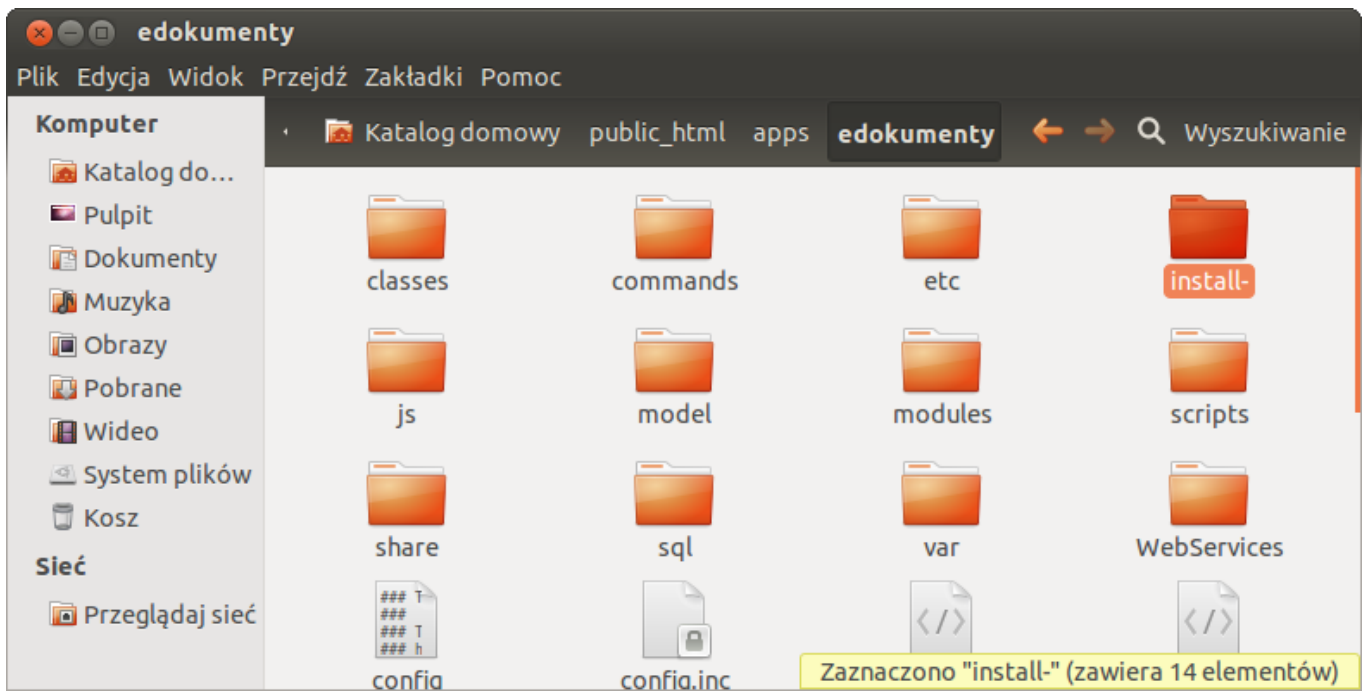 edokumenty
Plik Edycja Widok Przejdź Zakładki Pomoc
Komputer
Katalog do...
Pulpit
Dokumenty
Muzyka
Obrazy
Pobrane
Wideo
System plików
Kosz
Sieć
Przeglądaj sieć
Katalog domowy public_html apps edokumenty Wyszukiwanie
classes commands etc install-
js model modules scripts
share sql var WebServices
### T
###
### T
### h
config config.inc
Zaznaczono "install-" (zawiera 14 elementów)